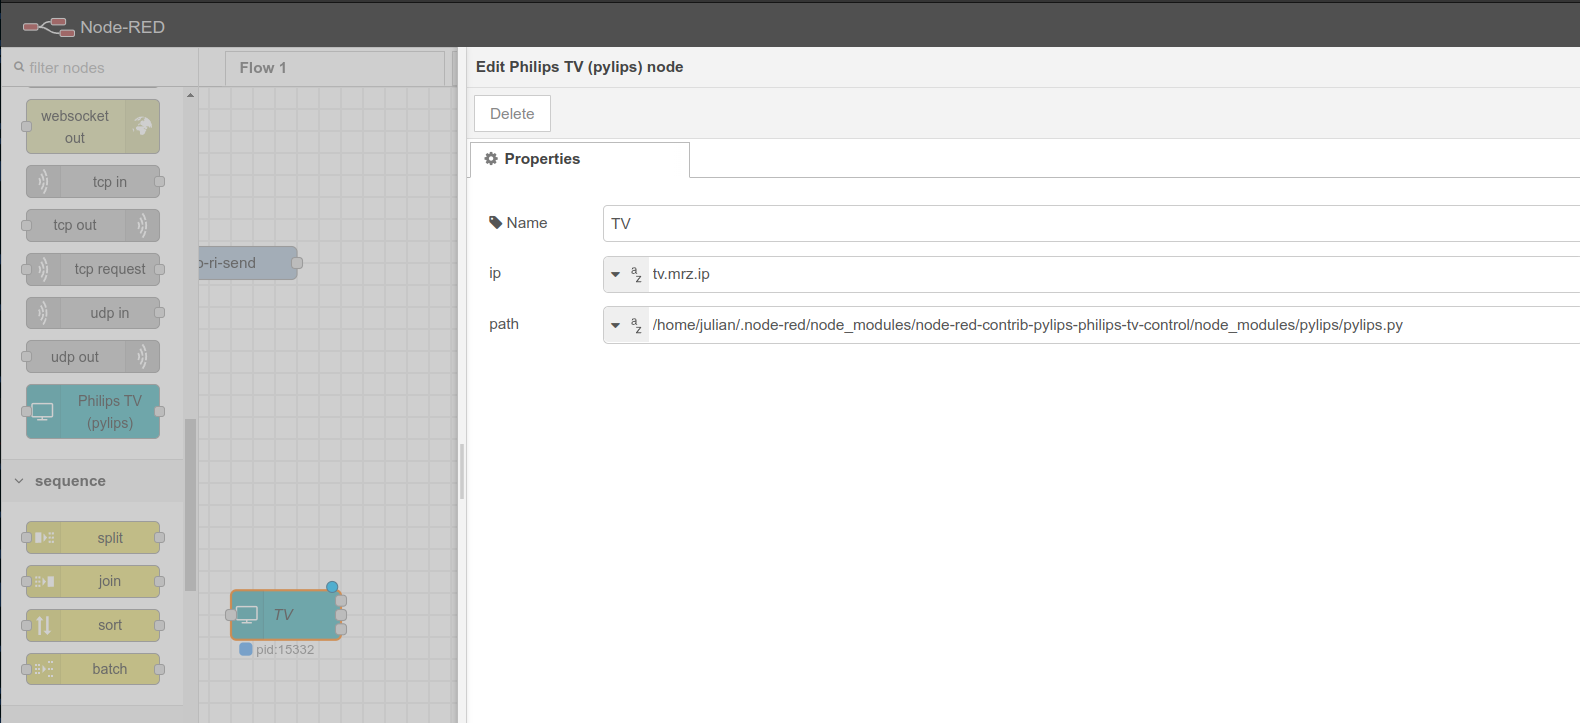 Node-RED
filter nodes
Flow 1
Edit Philips TV (pylips) node
Delete
Properties
Name
TV
ip
az
tv.mrz.ip
path
az
/home/julian/.node-red/node_modules/node-red-contrib-pylips-philips-tv-control/node_modules/pylips/pylips.py
websocket
out
tcp in
tcp out
tcp request
udp in
udp out
Philips TV
(pylips)
sequence
split
join
sort
batch
-ri-send
TV
pid:15332